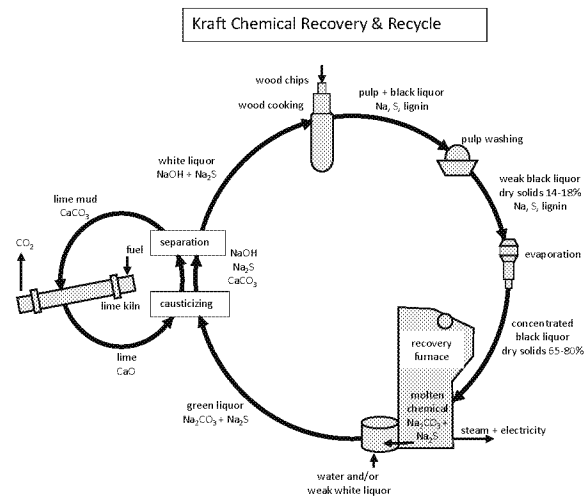 Kraft Chemical Recovery & Recycle
wood chips
wood cooking
pulp + black liquor
Na, S, lignin
pulp washing
white liquor
NaOH + Na₂S
weak black liquor
dry solids 14-18%
Na, S, lignin
lime mud
CaCO₃
CO₂
fuel
separation
NaOH
Na₂S
CaCO₃
evaporation
lime kiln
causticizing
concentrated
black liquor
dry solids 65-80%
recovery
furnace
lime
CaO
molten
chemical
Na₂CO₃ +
Na₂S
green liquor
Na₂CO₃ + Na₂S
steam + electricity
water and/or
weak white liquor